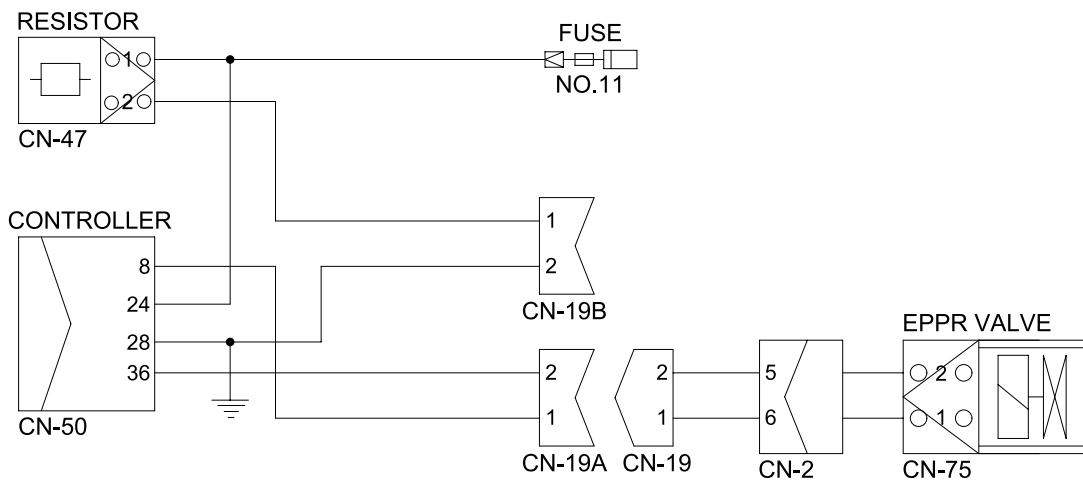 RESISTOR
1
2
CN-47
FUSE
NO.11
CONTROLLER
8
24
28
36
CN-50
1
2
CN-19B
2
1
CN-19A
2
1
CN-19
5
6
CN-2
EPPR VALVE
2
1
CN-75